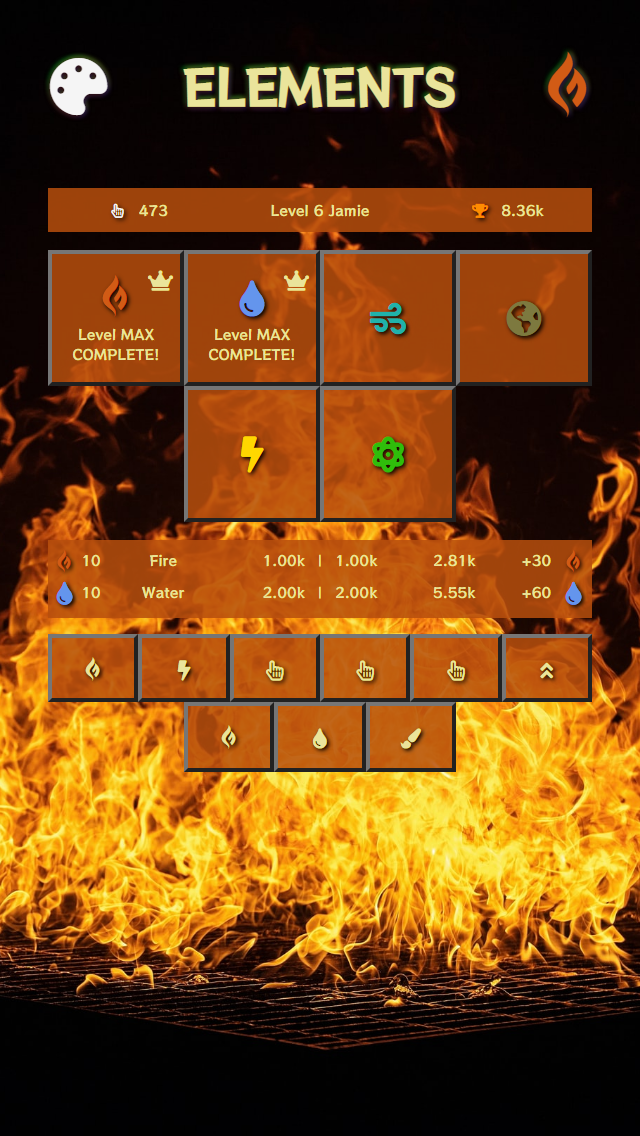 ELEMENTS
473 Level 6 Jamie 8.36k
Level MAX
COMPLETE!
Level MAX
COMPLETE!
10 Fire 1.00k | 1.00k 2.81k +30
10 Water 2.00k | 2.00k 5.55k +60